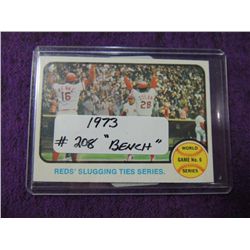 16
28
1973
# 208 "BENCH"
REDS' SLUGGING TIES SERIES.
WORLD
GAME No. 6
SERIES